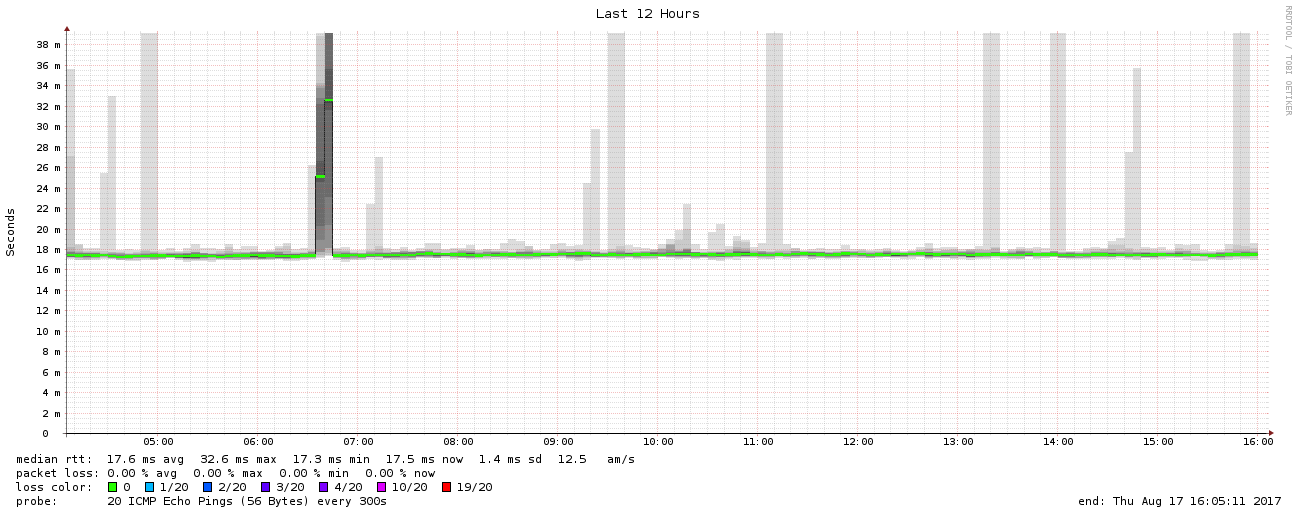 Last 12 Hours
RRDTOOL / TOBI OETIKER
Seconds
38 m
36 m
34 m
32 m
30 m
28 m
26 m
24 m
22 m
20 m
18 m
16 m
14 m
12 m
10 m
8 m
6 m
4 m
2 m
0
05:00 06:00 07:00 08:00 09:00 10:00 11:00 12:00 13:00 14:00 15:00 16:00
median rtt: 17.6 ms avg 32.6 ms max 17.3 ms min 17.5 ms now 1.4 ms sd 12.5 am/s
packet loss: 0.00 % avg 0.00 % max 0.00 % min 0.00 % now
loss color: 0 1/20 2/20 3/20 4/20 10/20 19/20
probe: 20 ICMP Echo Pings (56 Bytes) every 300s end: Thu Aug 17 16:05:11 2017